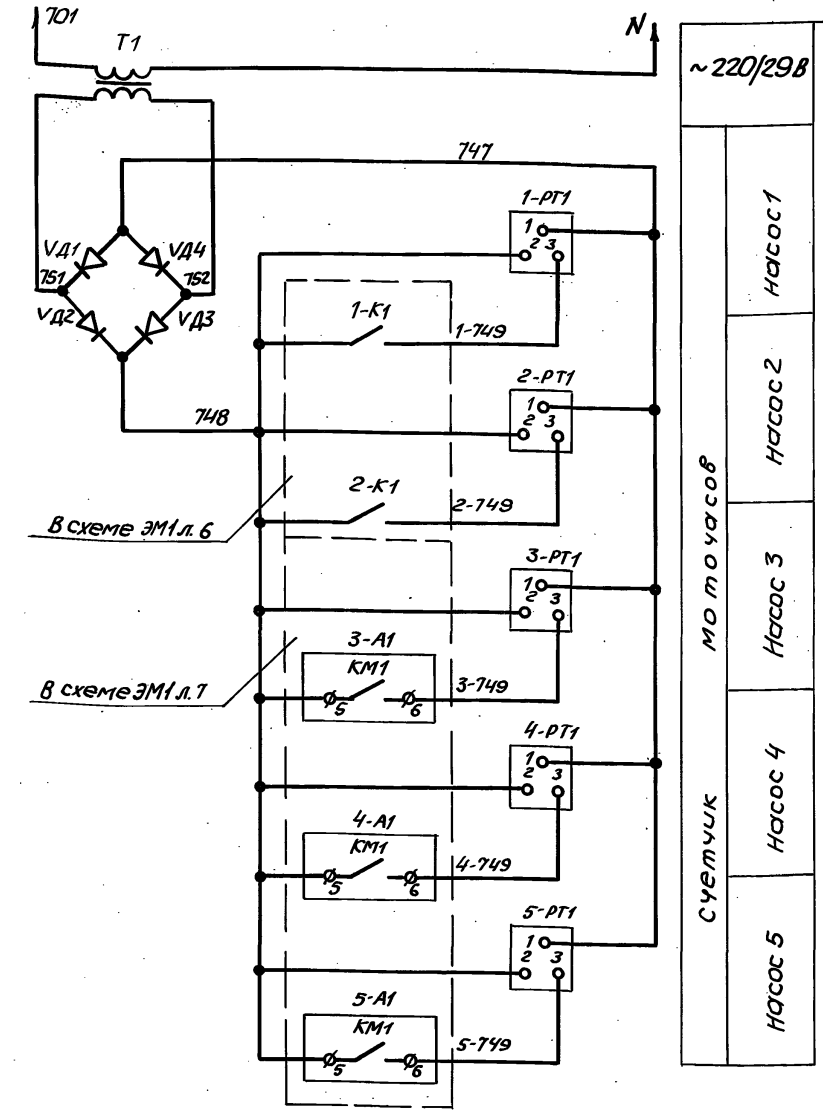 701
N
T1
~220/29В
747
1-РТ1
1
2 3
VД1
VД4
751
752
VД2
VД3
1-К1
1-749
Насос 1
2-РТ1
1
2 3
748
2-К1
2-749
Насос 2
В схеме ЭМ1 л. 6
3-РТ1
1
2 3
3-А1
КМ1
5 6
3-749
Насос 3
В схеме ЭМ1 л. 7
4-РТ1
1
2 3
4-А1
КМ1
5 6
4-749
Насос 4
5-РТ1
1
2 3
5-А1
КМ1
5 6
5-749
Насос 5
Счетчик моточасов